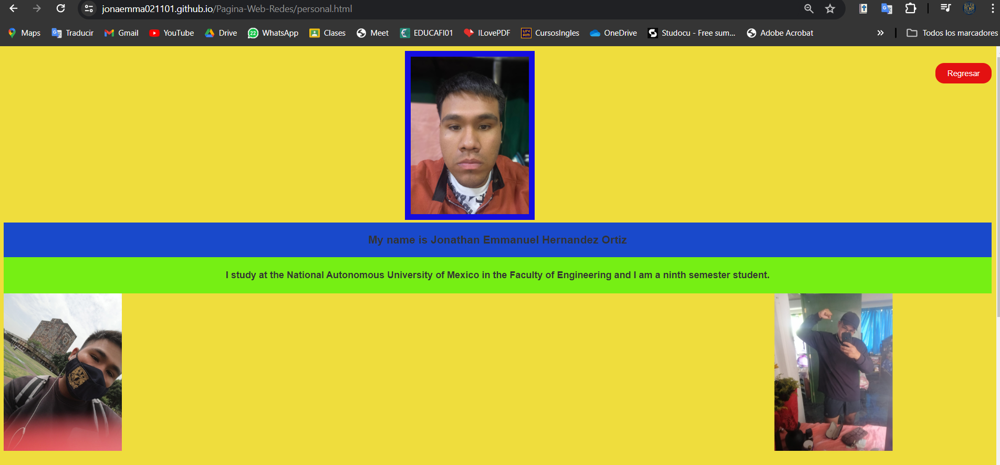 jonaemma021101.github.io/Pagina-Web-Redes/personal.html
Maps Traducir Gmail YouTube Drive 22 WhatsApp Clases Meet EDUCAFI01 ILovePDF UNAM CursosIngles OneDrive Studocu - Free sum... Adobe Acrobat » Todos los marcadores
Regresar
My name is Jonathan Emmanuel Hernandez Ortiz
I study at the National Autonomous University of Mexico in the Faculty of Engineering and I am a ninth semester student.